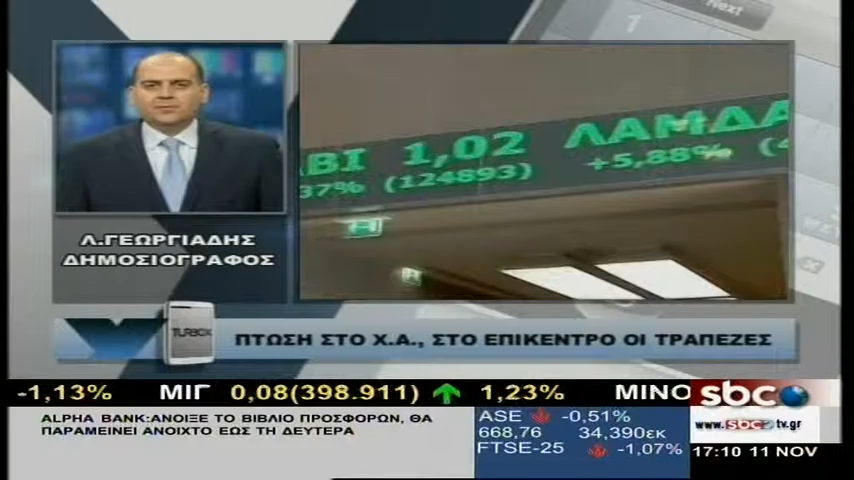 Next
1
ΑΒΙ 1,02 ΛΑΜΔΑ
37% (124893) +5,88%
Λ.ΓΕΩΡΓΙΑΔΗΣ
ΔΗΜΟΣΙΟΓΡΑΦΟΣ
TURBOX
ΠΤΩΣΗ ΣΤΟ Χ.Α., ΣΤΟ ΕΠΙΚΕΝΤΡΟ ΟΙ ΤΡΑΠΕΖΕΣ
-1,13% ΜΙΓ 0,08(398.911) 1,23% ΜΙΝΟ
sbc
ALPHA BANK:ΑΝΟΙΞΕ ΤΟ ΒΙΒΛΙΟ ΠΡΟΣΦΟΡΩΝ, ΘΑ
ΠΑΡΑΜΕΙΝΕΙ ΑΝΟΙΧΤΟ ΕΩΣ ΤΗ ΔΕΥΤΕΡΑ
ASE -0,51%
668,76 34,390εκ
FTSE-25 -1,07%
www.sbctv.gr
17:10 11 NOV